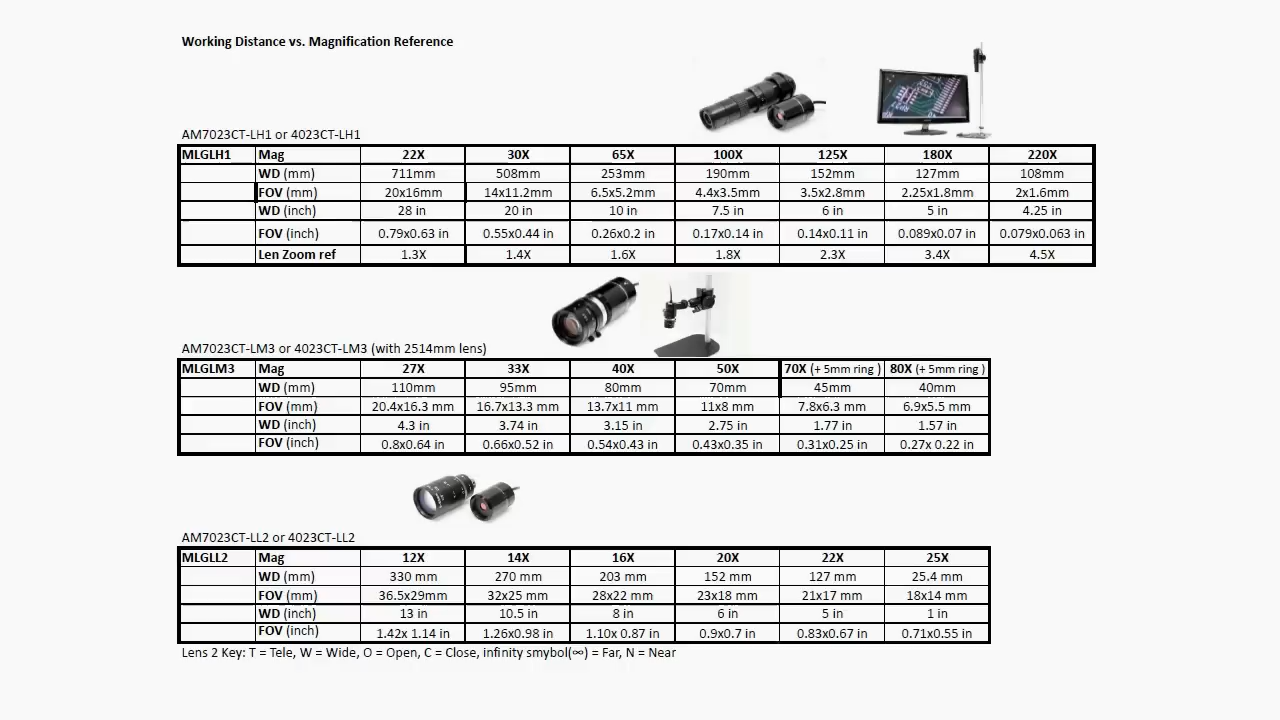 Working Distance vs. Magnification Reference
AM7023CT-LH1 or 4023CT-LH1
MLGLH1 Mag 22X 30X 65X 100X 125X 180X 220X
WD (mm) 711mm 508mm 253mm 190mm 152mm 127mm 108mm
FOV (mm) 20x16mm 14x11.2mm 6.5x5.2mm 4.4x3.5mm 3.5x2.8mm 2.25x1.8mm 2x1.6mm
WD (inch) 28 in 20 in 10 in 7.5 in 6 in 5 in 4.25 in
FOV (inch) 0.79x0.63 in 0.55x0.44 in 0.26x0.2 in 0.17x0.14 in 0.14x0.11 in 0.089x0.07 in 0.079x0.063 in
Len Zoom ref 1.3X 1.4X 1.6X 1.8X 2.3X 3.4X 4.5X
AM7023CT-LM3 or 4023CT-LM3 (with 2514mm lens)
MLGLM3 Mag 27X 33X 40X 50X 70X (+ 5mm ring ) 80X (+ 5mm ring )
WD (mm) 110mm 95mm 80mm 70mm 45mm 40mm
FOV (mm) 20.4x16.3 mm 16.7x13.3 mm 13.7x11 mm 11x8 mm 7.8x6.3 mm 6.9x5.5 mm
WD (inch) 4.3 in 3.74 in 3.15 in 2.75 in 1.77 in 1.57 in
FOV (inch) 0.8x0.64 in 0.66x0.52 in 0.54x0.43 in 0.43x0.35 in 0.31x0.25 in 0.27x 0.22 in
AM7023CT-LL2 or 4023CT-LL2
MLGLL2 Mag 12X 14X 16X 20X 22X 25X
WD (mm) 330 mm 270 mm 203 mm 152 mm 127 mm 25.4 mm
FOV (mm) 36.5x29mm 32x25 mm 28x22 mm 23x18 mm 21x17 mm 18x14 mm
WD (inch) 13 in 10.5 in 8 in 6 in 5 in 1 in
FOV (inch) 1.42x 1.14 in 1.26x0.98 in 1.10x 0.87 in 0.9x0.7 in 0.83x0.67 in 0.71x0.55 in
Lens 2 Key: T = Tele, W = Wide, O = Open, C = Close, infinity smybol(∞) = Far, N = Near